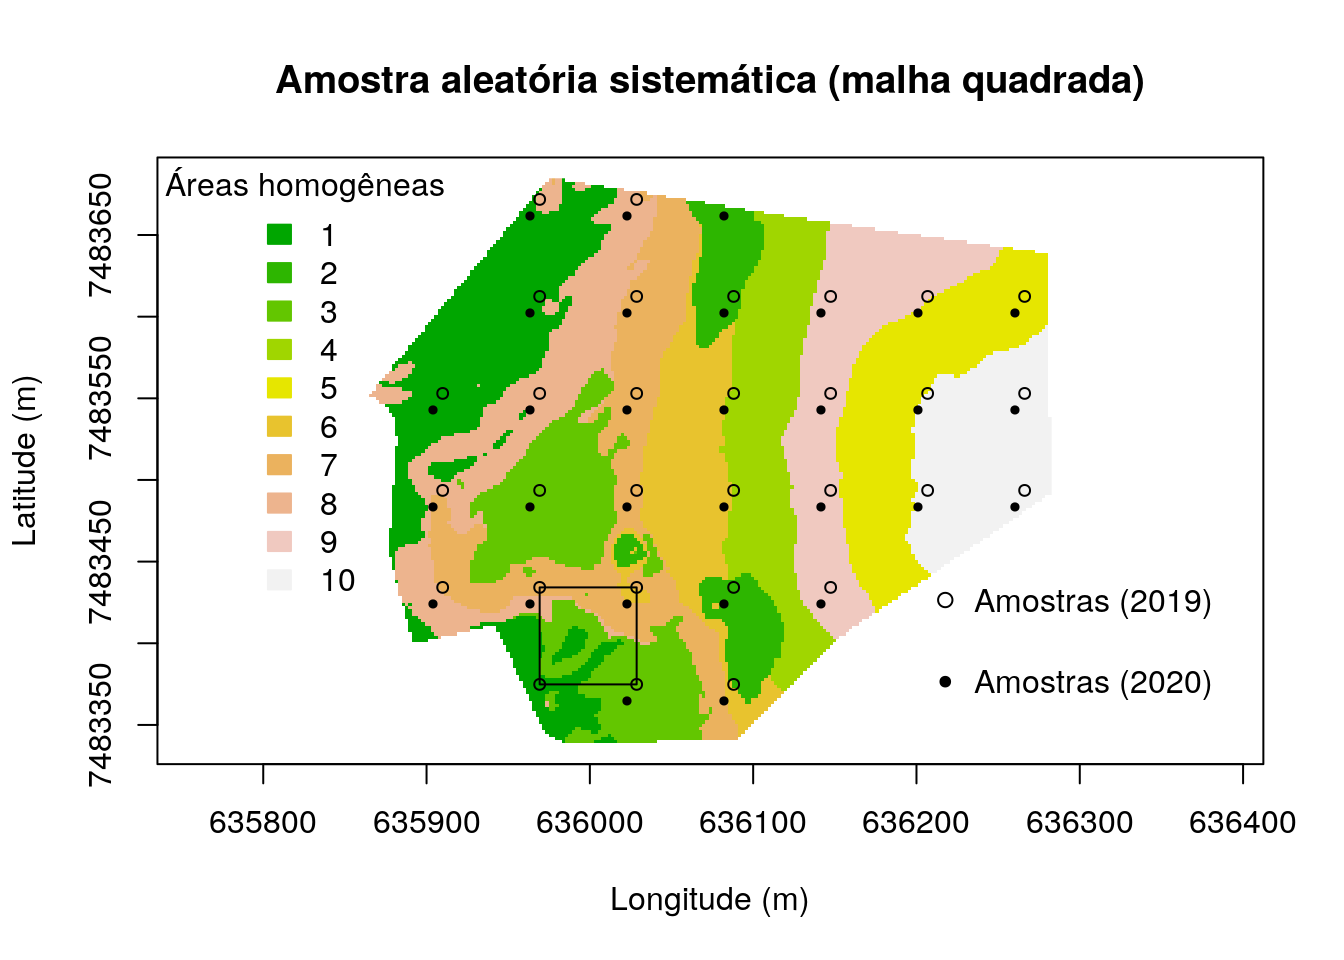 Amostra aleatória sistemática (malha quadrada)
Áreas homogêneas
1
2
3
4
5
6
7
8
9
10
Amostras (2019)
Amostras (2020)
Latitude (m)
7483650
7483550
7483450
7483350
635800 635900 636000 636100 636200 636300 636400
Longitude (m)